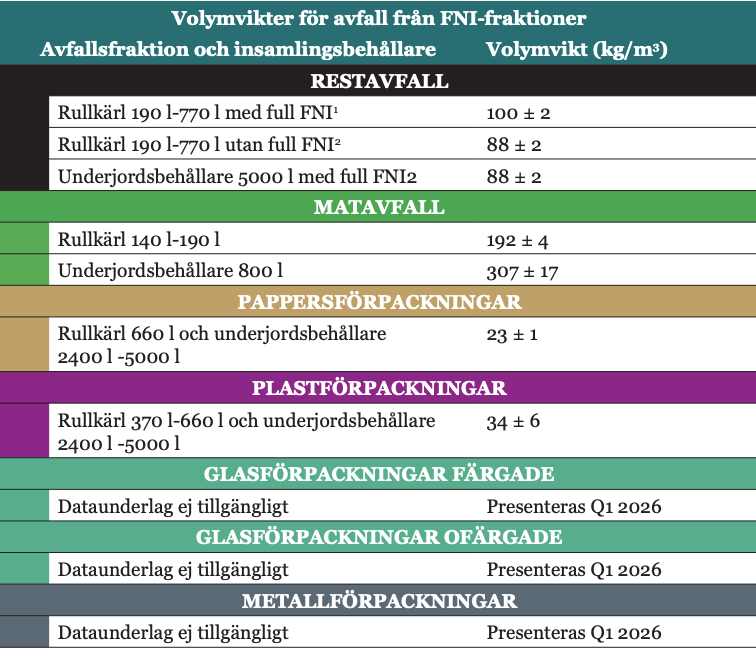 Volymvikter för avfall från FNI-fraktioner
Avfallsfraktion och insamlingsbehållare Volymvikt (kg/m³)
RESTAVFALL
Rullkärl 190 l-770 l med full FNI¹ 100 ± 2
Rullkärl 190 l-770 l utan full FNI² 88 ± 2
Underjordsbehållare 5000 l med full FNI2 88 ± 2
MATAVFALL
Rullkärl 140 l-190 l 192 ± 4
Underjordsbehållare 800 l 307 ± 17
PAPPERSFÖRPACKNINGAR
Rullkärl 660 l och underjordsbehållare 23 ± 1
2400 l -5000 l
PLASTFÖRPACKNINGAR
Rullkärl 370 l-660 l och underjordsbehållare 34 ± 6
2400 l -5000 l
GLASFÖRPACKNINGAR FÄRGADE
Dataunderlag ej tillgängligt Presenteras Q1 2026
GLASFÖRPACKNINGAR OFÄRGADE
Dataunderlag ej tillgängligt Presenteras Q1 2026
METALLFÖRPACKNINGAR
Dataunderlag ej tillgängligt Presenteras Q1 2026